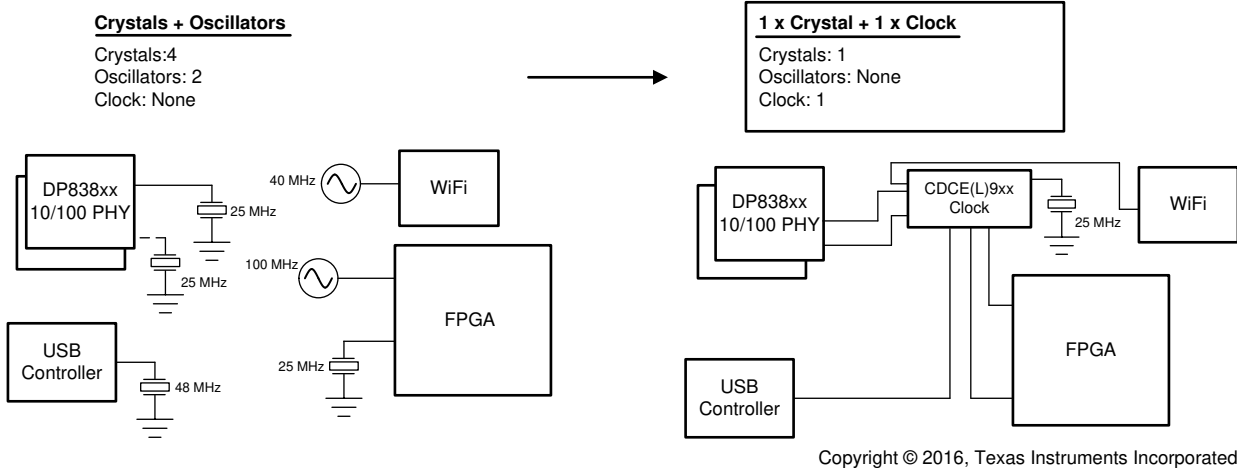 Crystals + Oscillators
Crystals:4
Oscillators: 2
Clock: None
1 x Crystal + 1 x Clock
Crystals: 1
Oscillators: None
Clock: 1
DP838xx
10/100 PHY
25 MHz
25 MHz
USB
Controller
48 MHz
40 MHz
WiFi
100 MHz
FPGA
25 MHz
DP838xx
10/100 PHY
CDCE(L)9xx
Clock
25 MHz
WiFi
FPGA
USB
Controller
Copyright © 2016, Texas Instruments Incorporated